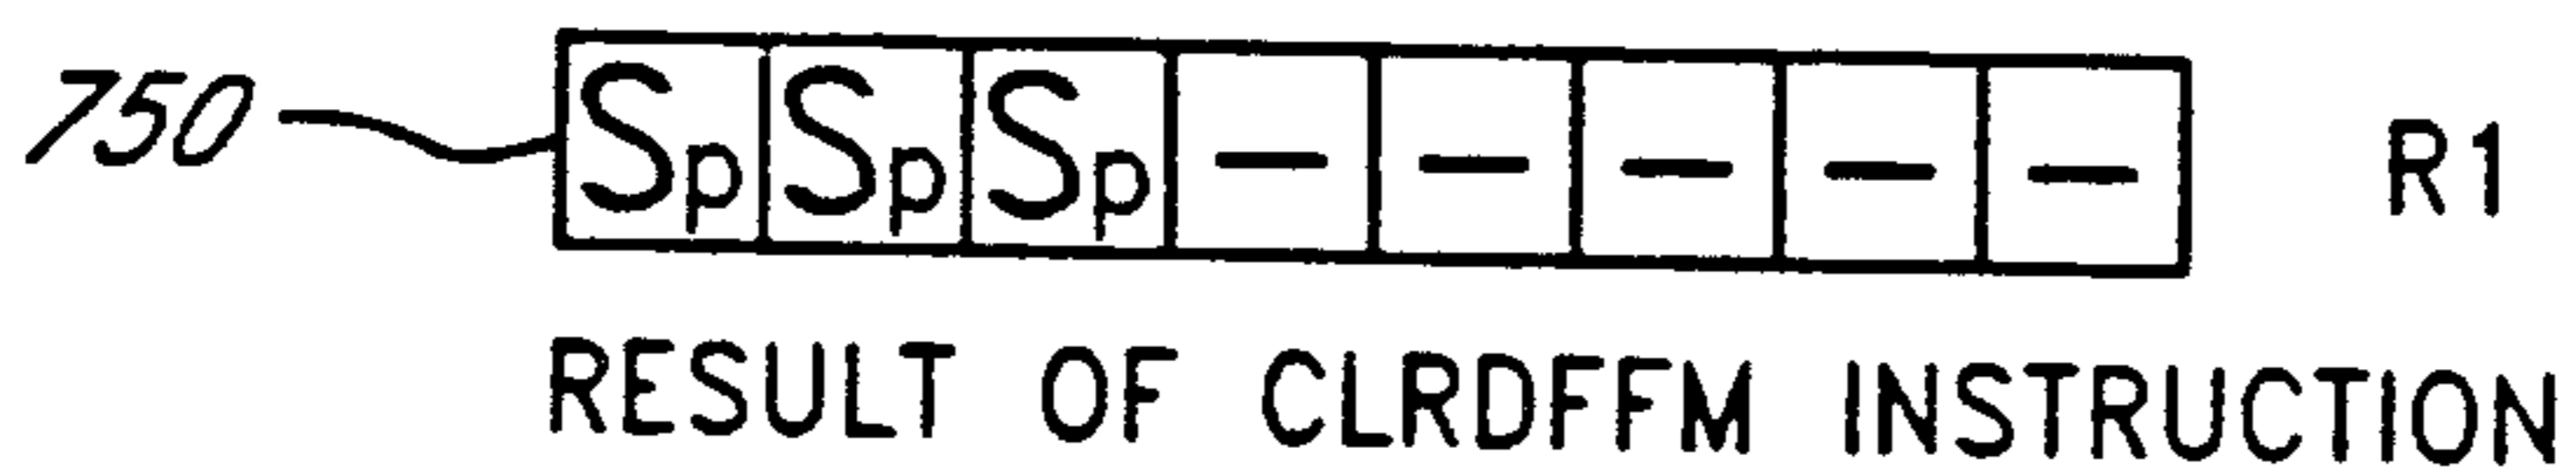 750 Sp Sp Sp — — — — — R1
RESULT OF CLRDFFM INSTRUCTION